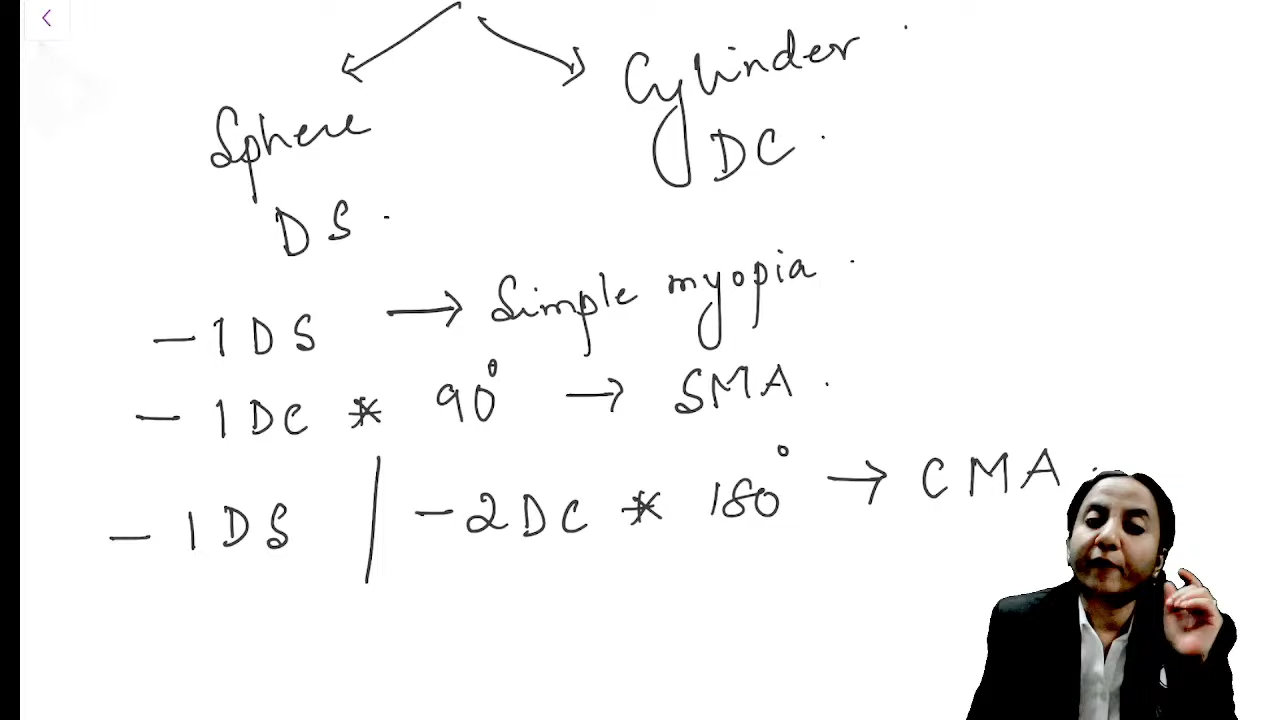 Sphere
DS.
Cylinder.
DC.
- 1DS → Simple myopia.
- 1DC * 90° → SMA.
- 1DS / - 2DC * 180° → CMA.